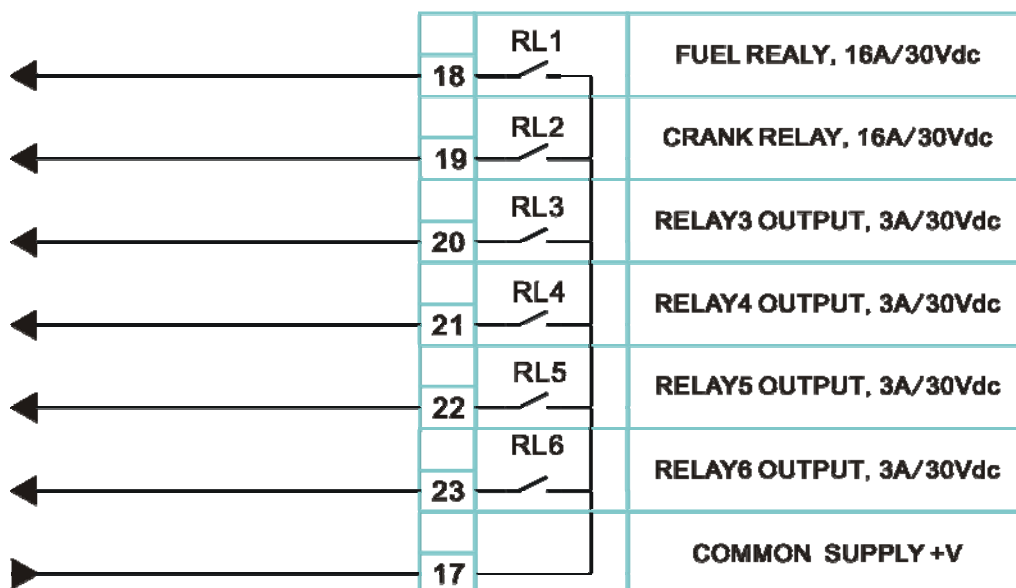 RL1
18
FUEL REALY, 16A/30Vdc
RL2
19
CRANK RELAY, 16A/30Vdc
RL3
20
RELAY3 OUTPUT, 3A/30Vdc
RL4
21
RELAY4 OUTPUT, 3A/30Vdc
RL5
22
RELAY5 OUTPUT, 3A/30Vdc
RL6
23
RELAY6 OUTPUT, 3A/30Vdc
17
COMMON SUPPLY +V